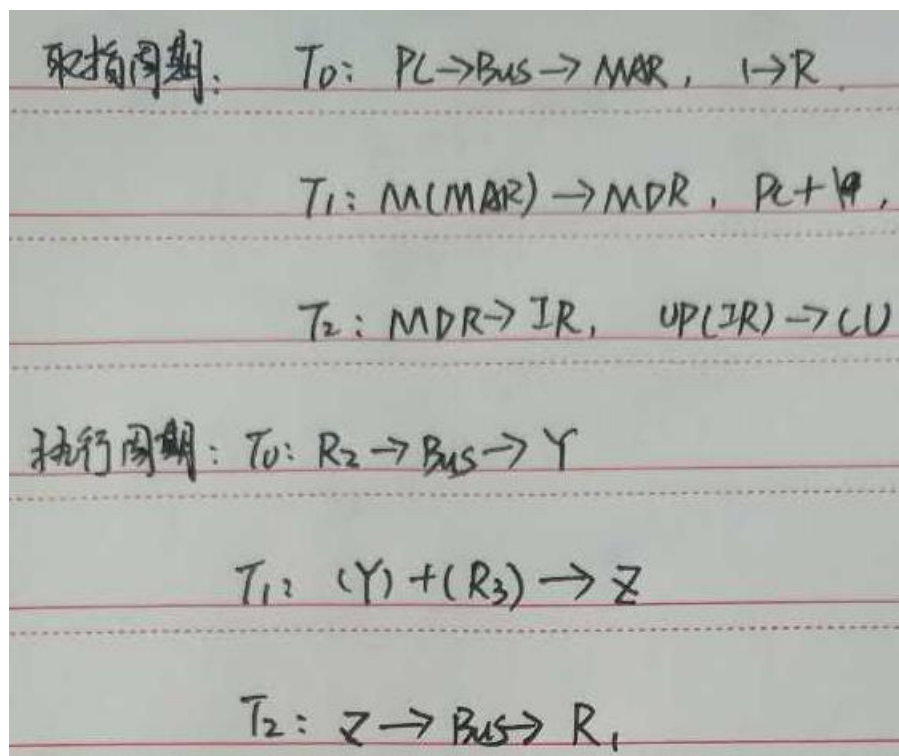 取指周期: T0: PC→Bus→MAR, 1→R.
T1: M(MAR)→MDR, PC+
T2: MDR→IR, OP(IR)→CU
执行周期: T0: R2→Bus→Y
T1: (Y)+(R3)→Z
T2: Z→Bus→R1